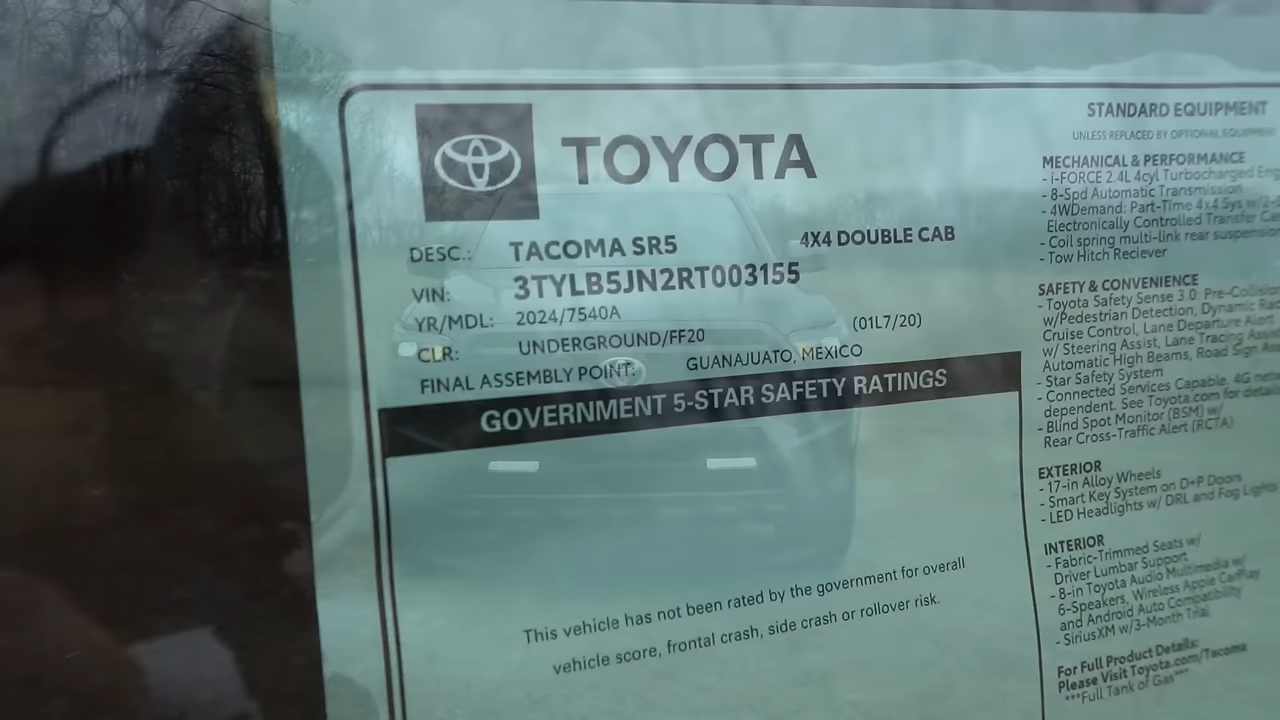 TOYOTA
DESC.: TACOMA SR5 4X4 DOUBLE CAB
VIN: 3TYLB5JN2RT003155
YR/MDL: 2024/7540A
CLR: UNDERGROUND/FF20 (01L7/20)
FINAL ASSEMBLY POINT: GUANAJUATO, MEXICO
GOVERNMENT 5-STAR SAFETY RATINGS
This vehicle has not been rated by the government for overall
vehicle score, frontal crash, side crash or rollover risk.
STANDARD EQUIPMENT
UNLESS REPLACED BY OPTIONAL
MECHANICAL & PERFORMANCE
- i-FORCE 2.4L 4cyl Turbocharged
- 8-Spd Automatic Transmission
- 4WDemand: Part-Time 4x4 Sys
Electronically Controlled Transfer
- Coil spring multi-link rear
- Tow Hitch Reciever
SAFETY & CONVENIENCE
- Toyota Safety Sense 3.0:
w/Pedestrian Detection, Dynamic
Cruise Control, Lane Departure Alert
w/ Steering Assist, Lane Tracing
Automatic High Beams, Road Sign
- Star Safety System
- Connected Services Capable. 4G
dependent. See Toyota.com for
- Blind Spot Monitor (BSM) w/
Rear Cross-Traffic Alert (RCTA)
EXTERIOR
- 17-in Alloy Wheels
- Smart Key System on D+P Doors
- LED Headlights w/ DRL and Fog Lights
INTERIOR
- Fabric-Trimmed Seats w/
Driver Lumbar Support
- 8-in Toyota Audio Multimedia w/
6-Speakers, Wireless Apple CarPlay
and Android Auto Compatibility
- SiriusXM w/3-Month Trial
For Full Product Details:
Please Visit Toyota.com/Tacoma
***Full Tank of Gas***